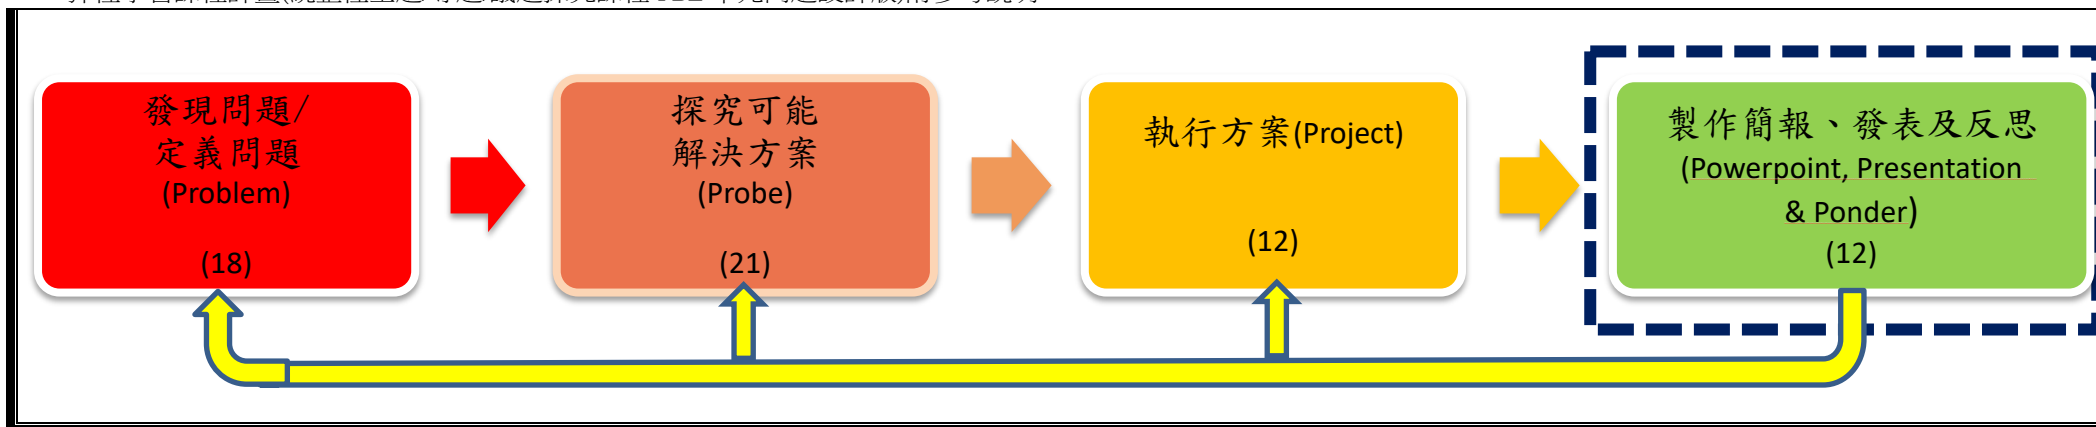 發現問題/
定義問題
(Problem)
(18)
探究可能
解決方案
(Probe)
(21)
執行方案(Project)
(12)
製作簡報、發表及反思
(Powerpoint, Presentation
& Ponder)
(12)